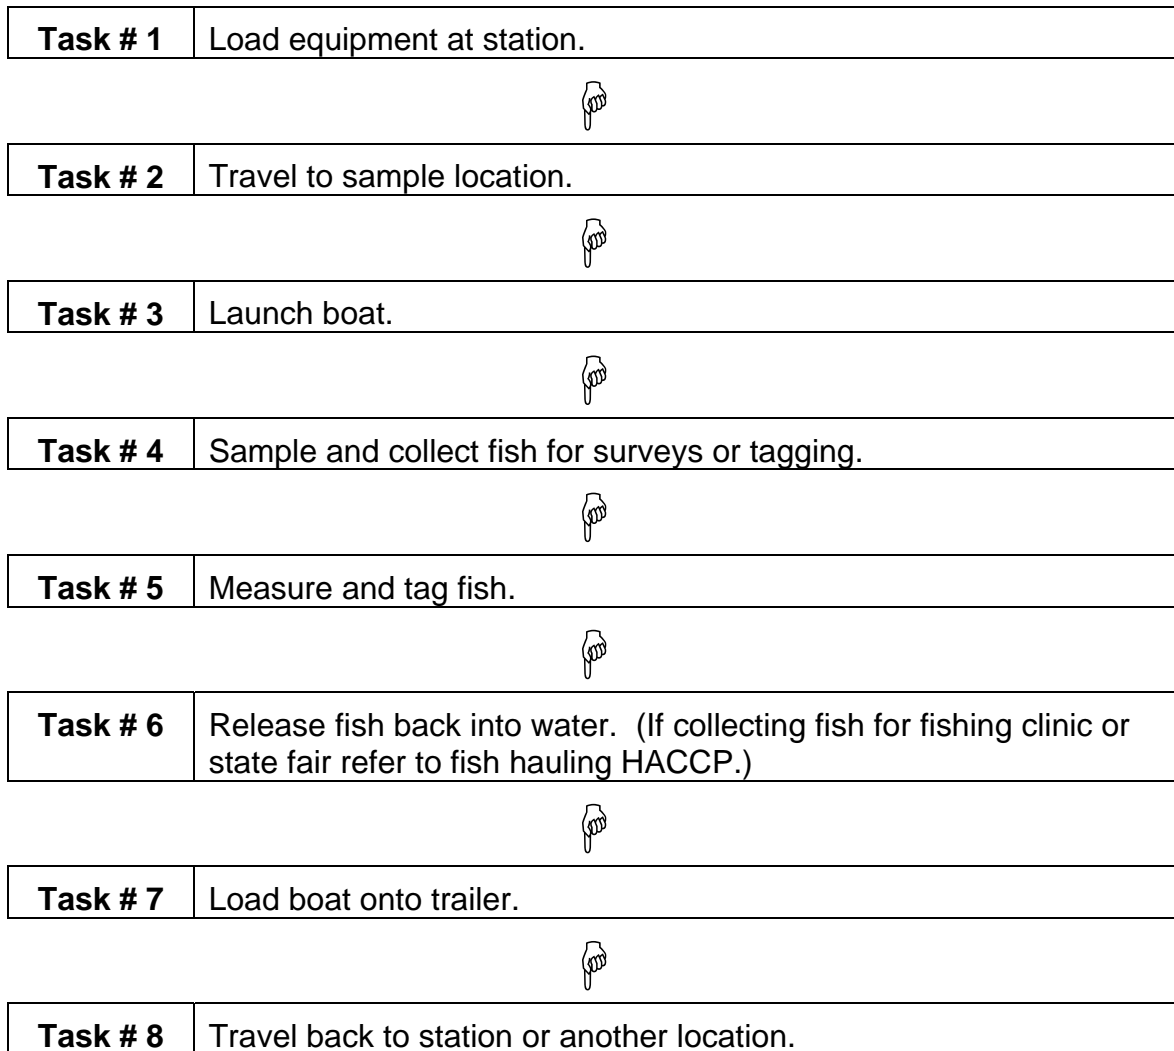 Task # 1 Load equipment at station.
Task # 2 Travel to sample location.
Task # 3 Launch boat.
Task # 4 Sample and collect fish for surveys or tagging.
Task # 5 Measure and tag fish.
Task # 6 Release fish back into water.  (If collecting fish for fishing clinic or
state fair refer to fish hauling HACCP.)
Task # 7 Load boat onto trailer.
Task # 8 Travel back to station or another location.